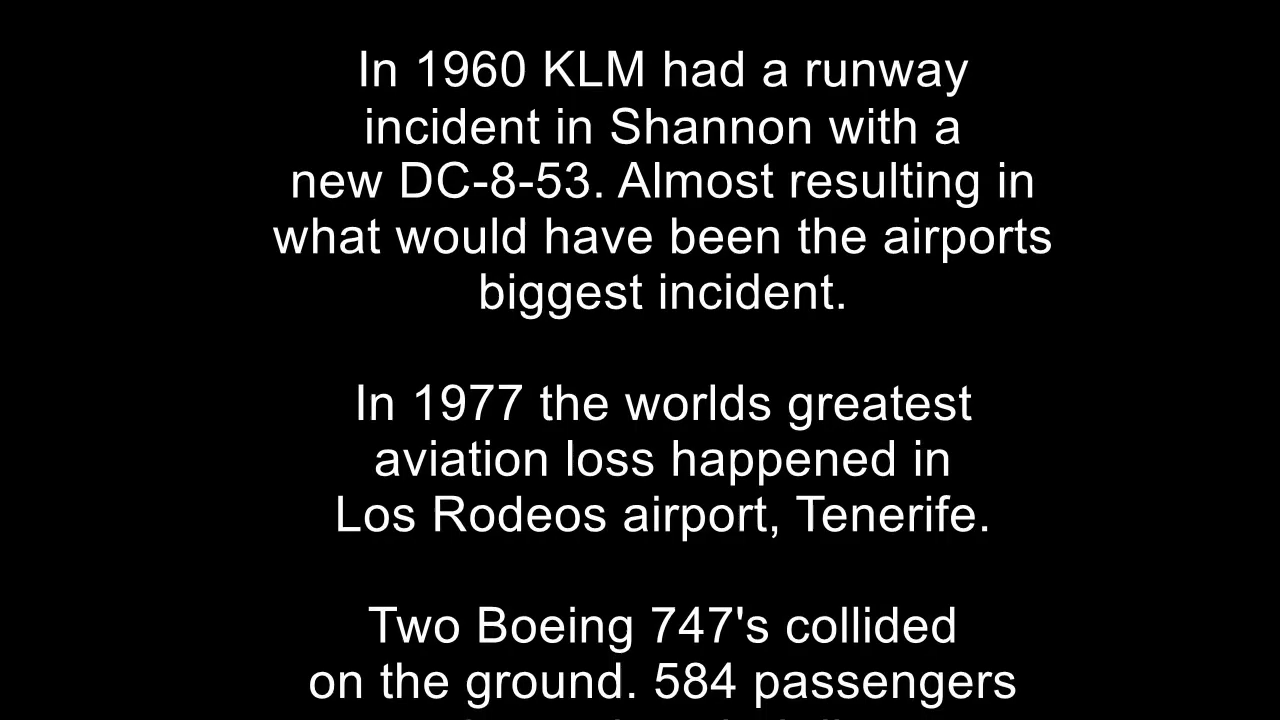 In 1960 KLM had a runway
incident in Shannon with a
new DC-8-53. Almost resulting in
what would have been the airports
biggest incident.
In 1977 the worlds greatest
aviation loss happened in
Los Rodeos airport, Tenerife.
Two Boeing 747's collided
on the ground. 584 passengers